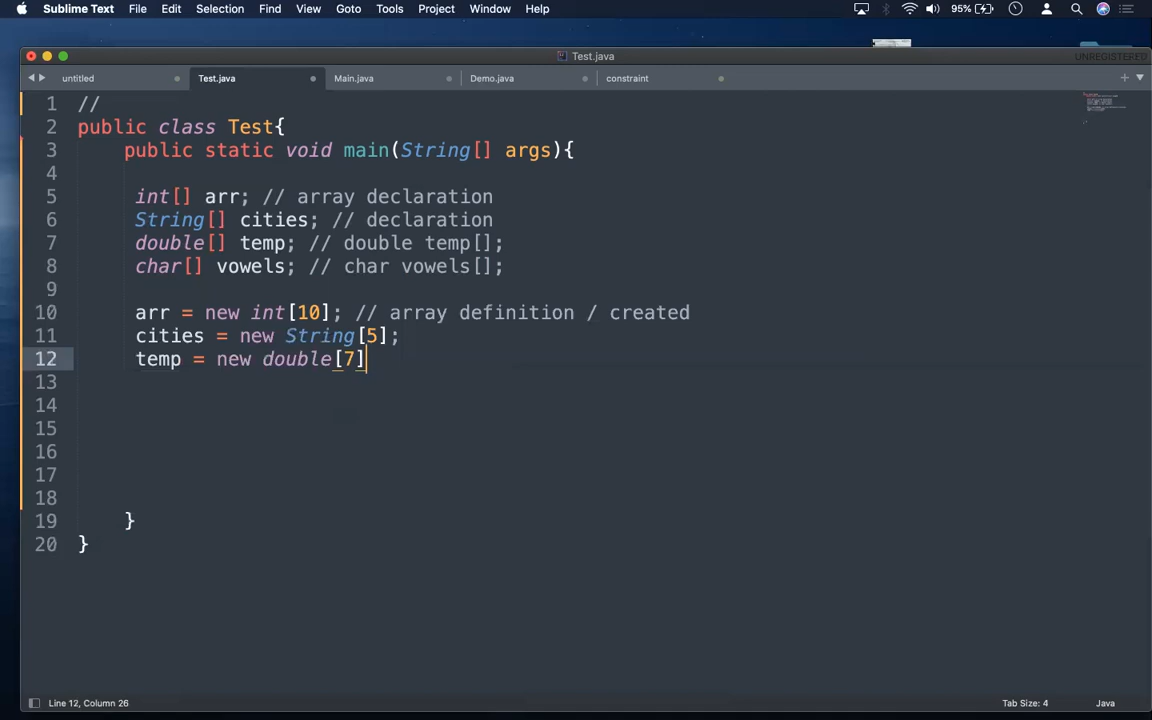 Sublime Text File Edit Selection Find View Goto Tools Project Window Help 95%
Test.java
UNREGISTERED
untitled Test.java Main.java Demo.java constraint
1 //
2 public class Test{
3 public static void main(String[] args){
4
5 int[] arr; // array declaration
6 String[] cities; // declaration
7 double[] temp; // double temp[];
8 char[] vowels; // char vowels[];
9
10 arr = new int[10]; // array definition / created
11 cities = new String[5];
12 temp = new double[7]
13
14
15
16
17
18
19 }
20 }
Line 12, Column 26 Tab Size: 4 Java